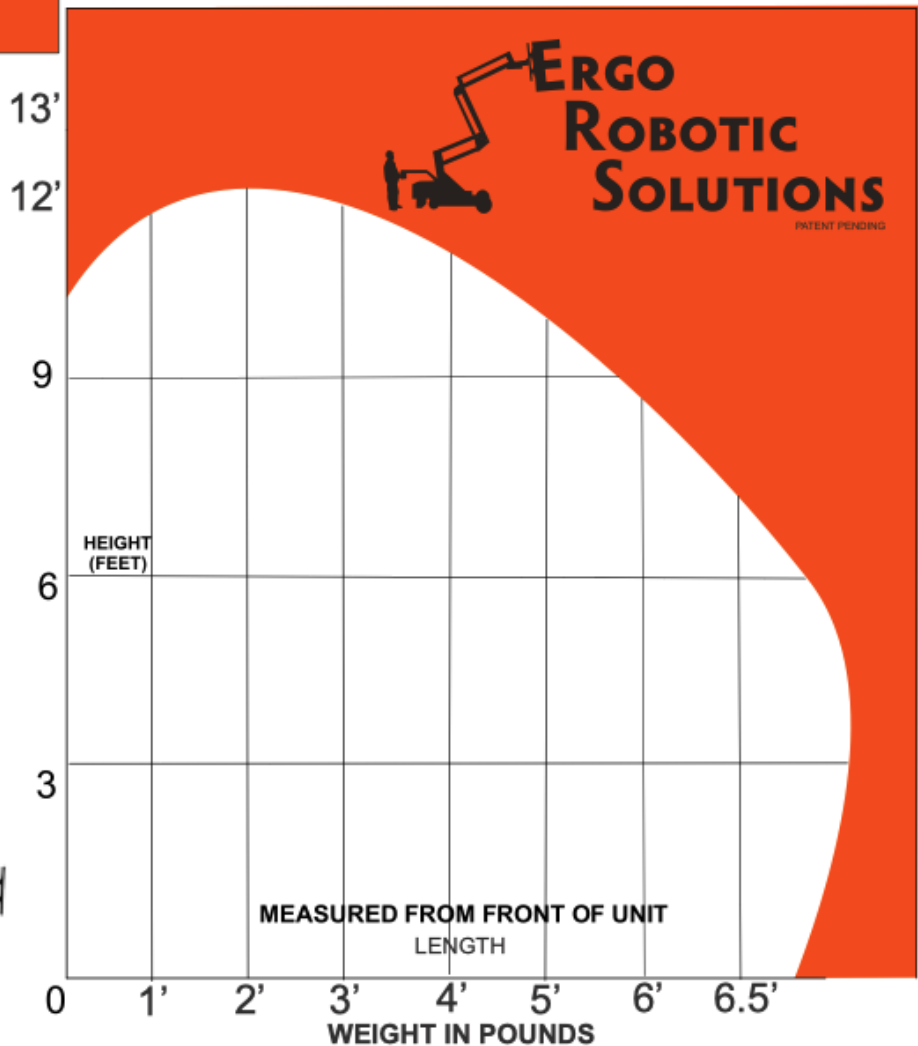 ERGO
ROBOTIC
SOLUTIONS
PATENT PENDING
13’
12’
9
HEIGHT
(FEET)
6
3
MEASURED FROM FRONT OF UNIT
LENGTH
0 1’ 2’ 3’ 4’ 5’ 6’ 6.5’
WEIGHT IN POUNDS